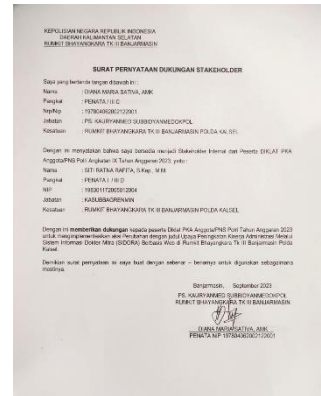 KEPOLISIAN NEGARA REPUBLIK INDONESIA
DAERAH KALIMANTAN SELATAN
RUMKIT BHAYANGKARA TK III BANJARMASIN
SURAT PERNYATAAN DUKUNGAN STAKEHOLDER
Saya yang bertanda tangan dibawah ini :
Nama : DIANA MARIA SATIVA, AMK
Pangkat : PENATA / III C
Nrp/Nip : 197804062002122001
Jabatan : PS. KAURYANMED SUBBIDYANMEDDOKPOL
Kesatuan : RUMKIT BHAYANGKARA TK III BANJARMASIN POLDA KALSEL
Dengan ini menyatakan bahwa saya bersedia menjadi Stakeholder Internal dari Peserta DIKLAT PKA
Anggota/PNS Polri Angkatan IX Tahun Anggaran 2023, yaitu :
Nama : SITI RATNA RAFITA, S.Kep., M.M.
Pangkat : PENATA I / III D
NIP :
Jabatan : KASUBBAGRENMIN
Kesatuan : RUMKIT BHAYANGKARA TK III BANJARMASIN POLDA KALSEL
Dengan ini memberikan dukungan kepada peserta Diklat PKA Anggota/PNS Polri Tahun Anggaran 2023
untuk mengimplementasikan aksi Perubahan dengan judul Upaya Peningkatan Kinerja Administrasi Melalui
Sistem Informasi Dokter Mitra (SIDORA) Berbasis Web di Rumkit Bhayangkara Tk III Banjarmasin Polda
Kalsel.
Demikian surat pernyataan ini saya buat dengan sebenar – benarnya untuk digunakan sebagaimana
mestinya.
Banjarmasin, September 2023
PS. KAURYANMED SUBBIDYANMEDDOKPOL
RUMKIT BHAYANGKARA TK III BANJARMASIN
DIANA MARIA SATIVA, AMK
PENATA NIP 197804062002122001